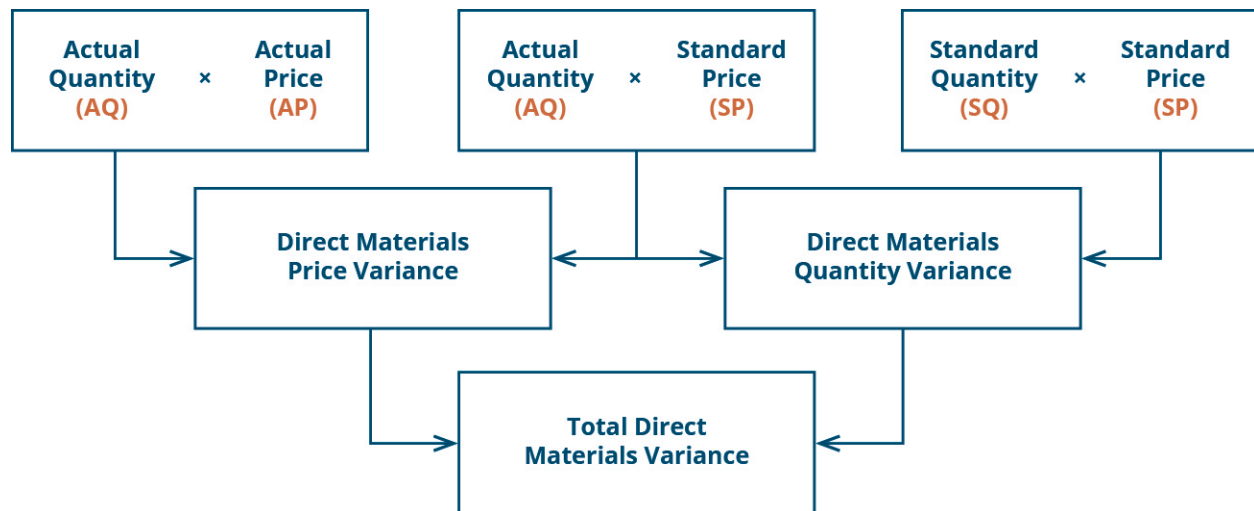 Actual Quantity (AQ) × Actual Price (AP)
Actual Quantity (AQ) × Standard Price (SP)
Standard Quantity (SQ) × Standard Price (SP)
Direct Materials
Price Variance
Direct Materials
Quantity Variance
Total Direct
Materials Variance